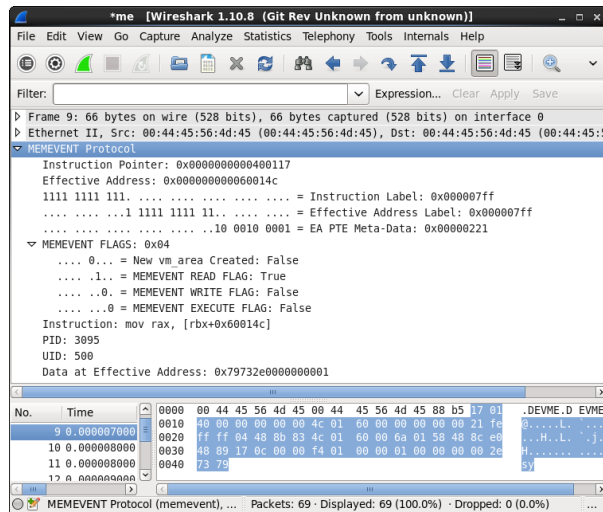 *me [Wireshark 1.10.8 (Git Rev Unknown from unknown)]
File Edit View Go Capture Analyze Statistics Telephony Tools Internals Help
Filter: Expression... Clear Apply Save
Frame 9: 66 bytes on wire (528 bits), 66 bytes captured (528 bits) on interface 0
Ethernet II, Src: 00:44:45:56:4d:45 (00:44:45:56:4d:45), Dst: 00:44:45:56:4d:45 (00:44:45:5
MEMEVENT Protocol
Instruction Pointer: 0x0000000000400117
Effective Address: 0x000000000060014c
1111 1111 111. .... .... .... .... .... = Instruction Label: 0x000007ff
.... .... ...1 1111 1111 11.. .... .... = Effective Address Label: 0x000007ff
.... .... .... .... .... ..10 0010 0001 = EA PTE Meta-Data: 0x00000221
MEMEVENT FLAGS: 0x04
.... 0... = New vm_area Created: False
.... .1.. = MEMEVENT READ FLAG: True
.... ..0. = MEMEVENT WRITE FLAG: False
.... ...0 = MEMEVENT EXECUTE FLAG: False
Instruction: mov rax, [rbx+0x60014c]
PID: 3095
UID: 500
Data at Effective Address: 0x79732e0000000001
No. Time
9 0.000007000
10 0.000008000
11 0.000008000
12 0.000009000
0000 00 44 45 56 4d 45 00 44 45 56 4d 45 88 b5 17 01 .DEVME.D EVME
0010 40 00 00 00 00 00 4c 01 60 00 00 00 00 00 21 fe @.....L. `...
0020 ff ff 04 48 8b 83 4c 01 60 00 6a 01 58 48 8c e0 ...H..L. `.j.
0030 48 89 17 0c 00 00 f4 01 00 00 01 00 00 00 00 2e H....... .....
0040 73 79 sy
MEMEVENT Protocol (memevent), ... Packets: 69 · Displayed: 69 (100.0%) · Dropped: 0 (0.0%) ...